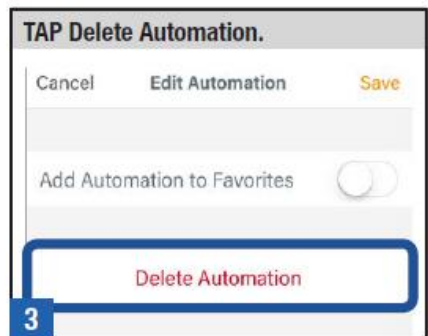 TAP Delete Automation.
Cancel Edit Automation Save
Add Automation to Favorites
Delete Automation
3